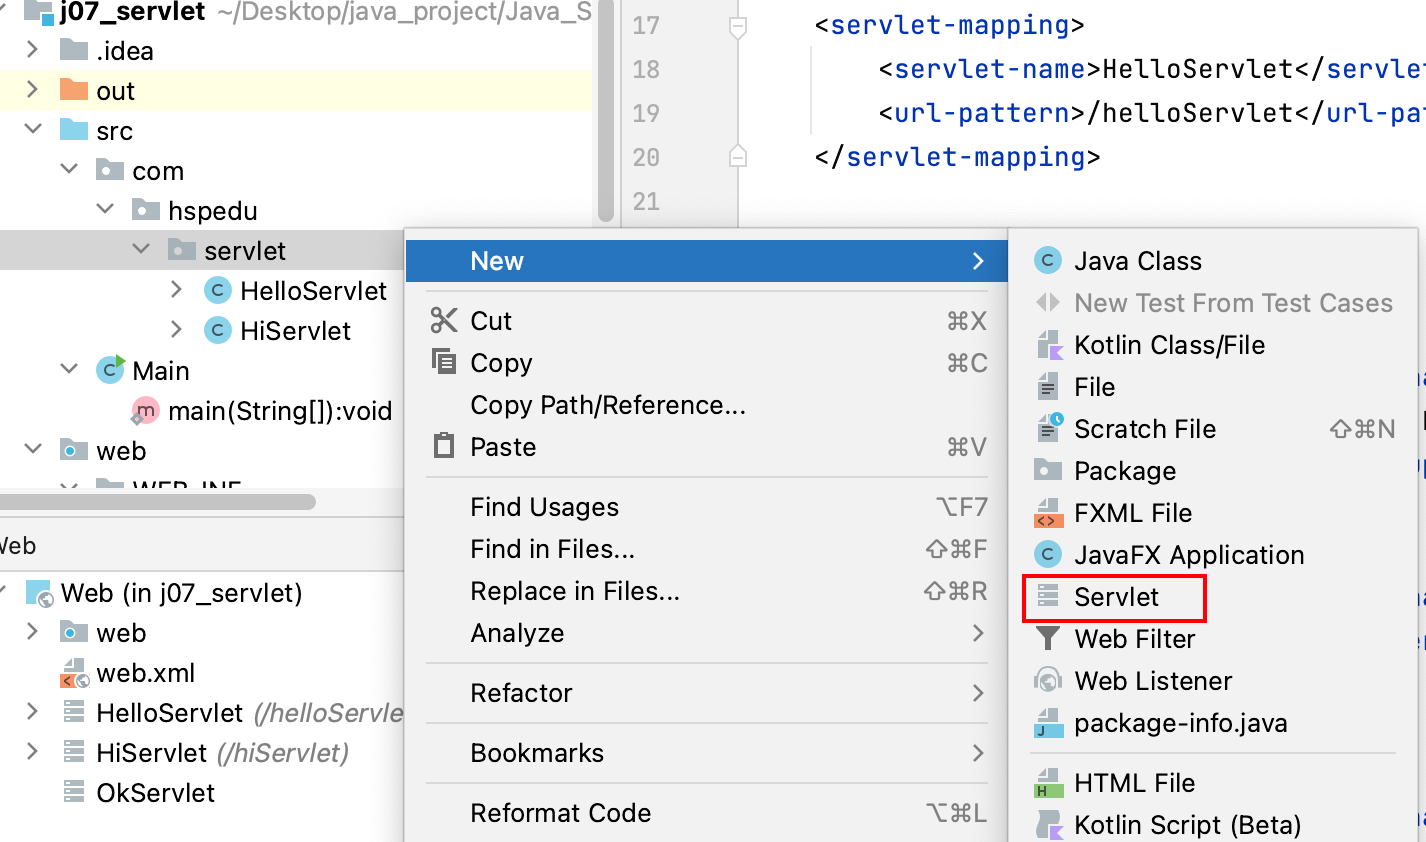 j07_servlet ~/Desktop/java_project/Java_S
.idea
out
src
com
hspedu
servlet
HelloServlet
HiServlet
Main
main(String[]):void
web
WEB-INF
Web
Web (in j07_servlet)
web
web.xml
HelloServlet (/helloServle
HiServlet (/hiServlet)
OkServlet
17 <servlet-mapping>
18 <servlet-name>HelloServlet</servlet
19 <url-pattern>/helloServlet</url-pa
20 </servlet-mapping>
21
New
Cut ⌘X
Copy ⌘C
Copy Path/Reference...
Paste ⌘V
Find Usages ⌥F7
Find in Files... ⇧⌘F
Replace in Files... ⇧⌘R
Analyze
Refactor
Bookmarks
Reformat Code ⌥⌘L
Java Class
New Test From Test Cases
Kotlin Class/File
File
Scratch File ⇧⌘N
Package
FXML File
JavaFX Application
Servlet
Web Filter
Web Listener
package-info.java
HTML File
Kotlin Script (Beta)